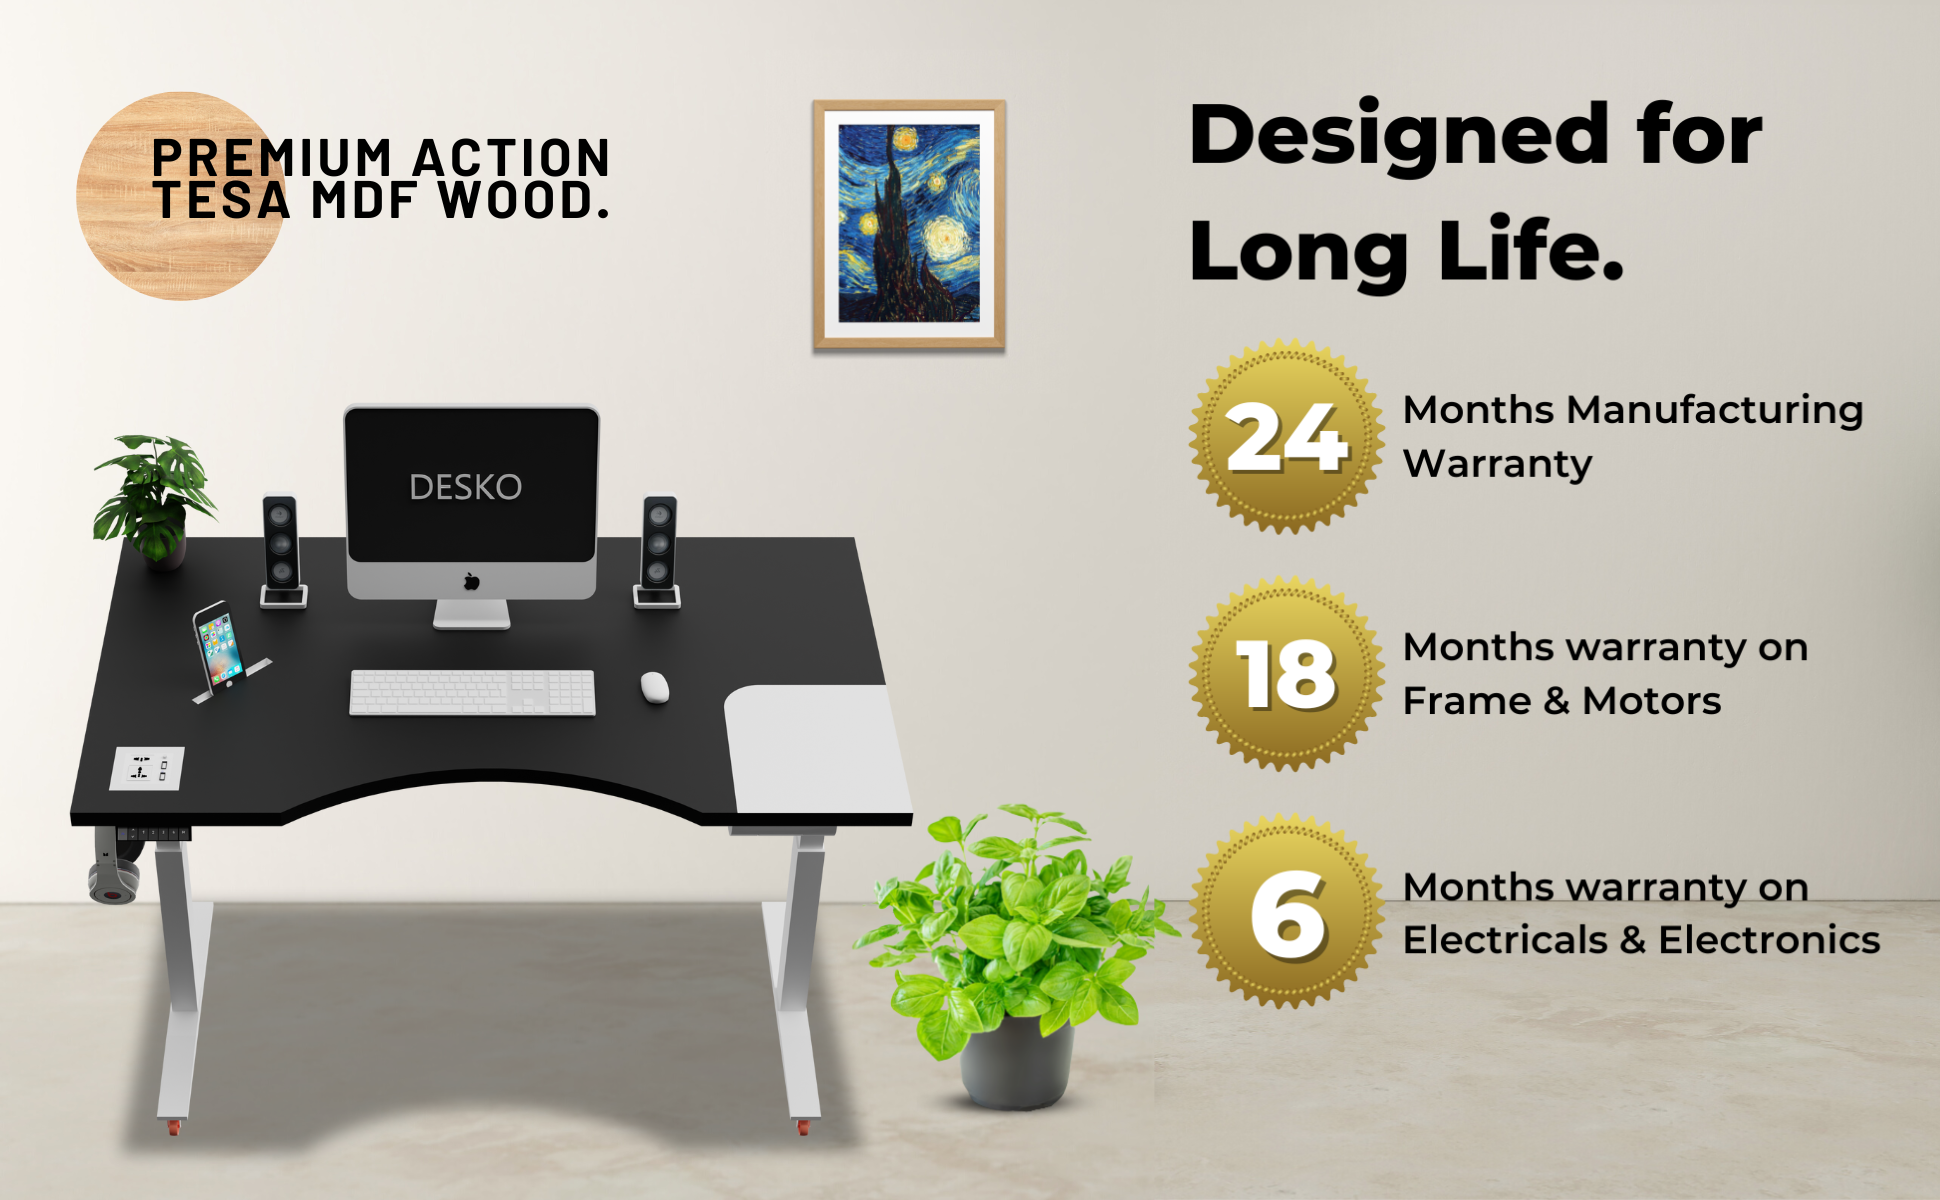 PREMIUM ACTION
TESA MDF WOOD.
DESKO
Designed for
Long Life.
24
Months Manufacturing
Warranty
18
Months warranty on
Frame & Motors
6
Months warranty on
Electricals & Electronics